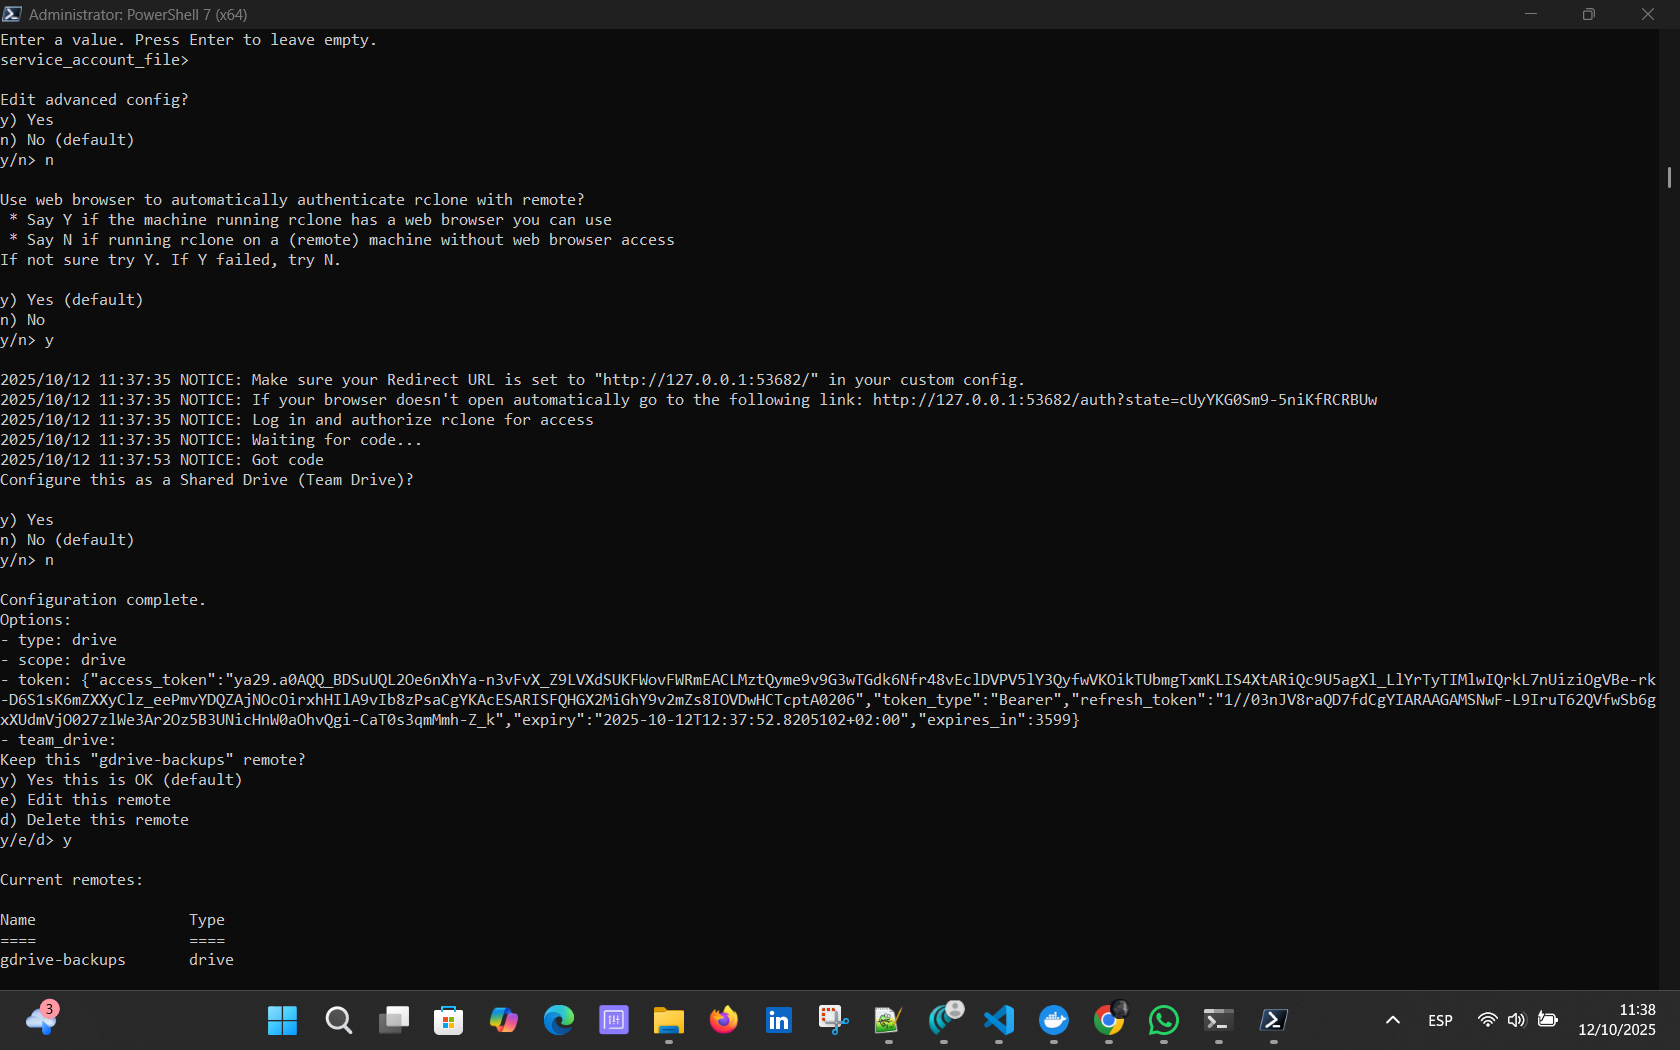 Administrator: PowerShell 7 (x64)
Enter a value. Press Enter to leave empty.
service_account_file>
Edit advanced config?
y) Yes
n) No (default)
y/n> n
Use web browser to automatically authenticate rclone with remote?
* Say Y if the machine running rclone has a web browser you can use
* Say N if running rclone on a (remote) machine without web browser access
If not sure try Y. If Y failed, try N.
y) Yes (default)
n) No
y/n> y
2025/10/12 11:37:35 NOTICE: Make sure your Redirect URL is set to "http://127.0.0.1:53682/" in your custom config.
2025/10/12 11:37:35 NOTICE: If your browser doesn't open automatically go to the following link: http://127.0.0.1:53682/auth?state=cUyYKG0Sm9-5niKfRCRBUw
2025/10/12 11:37:35 NOTICE: Log in and authorize rclone for access
2025/10/12 11:37:35 NOTICE: Waiting for code...
2025/10/12 11:37:53 NOTICE: Got code
Configure this as a Shared Drive (Team Drive)?
y) Yes
n) No (default)
y/n> n
Configuration complete.
Options:
- type: drive
- scope: drive
- token: {"access_token":
"token_type":"Bearer","refresh_token":
"expiry":"2025-10-12T12:37:52.8205102+02:00","expires_in":3599}
- team_drive:
Keep this "gdrive-backups" remote?
y) Yes this is OK (default)
e) Edit this remote
d) Delete this remote
y/e/d> y
Current remotes:
Name Type
==== ====
gdrive-backups drive
3
in
ESP
11:38
12/10/2025